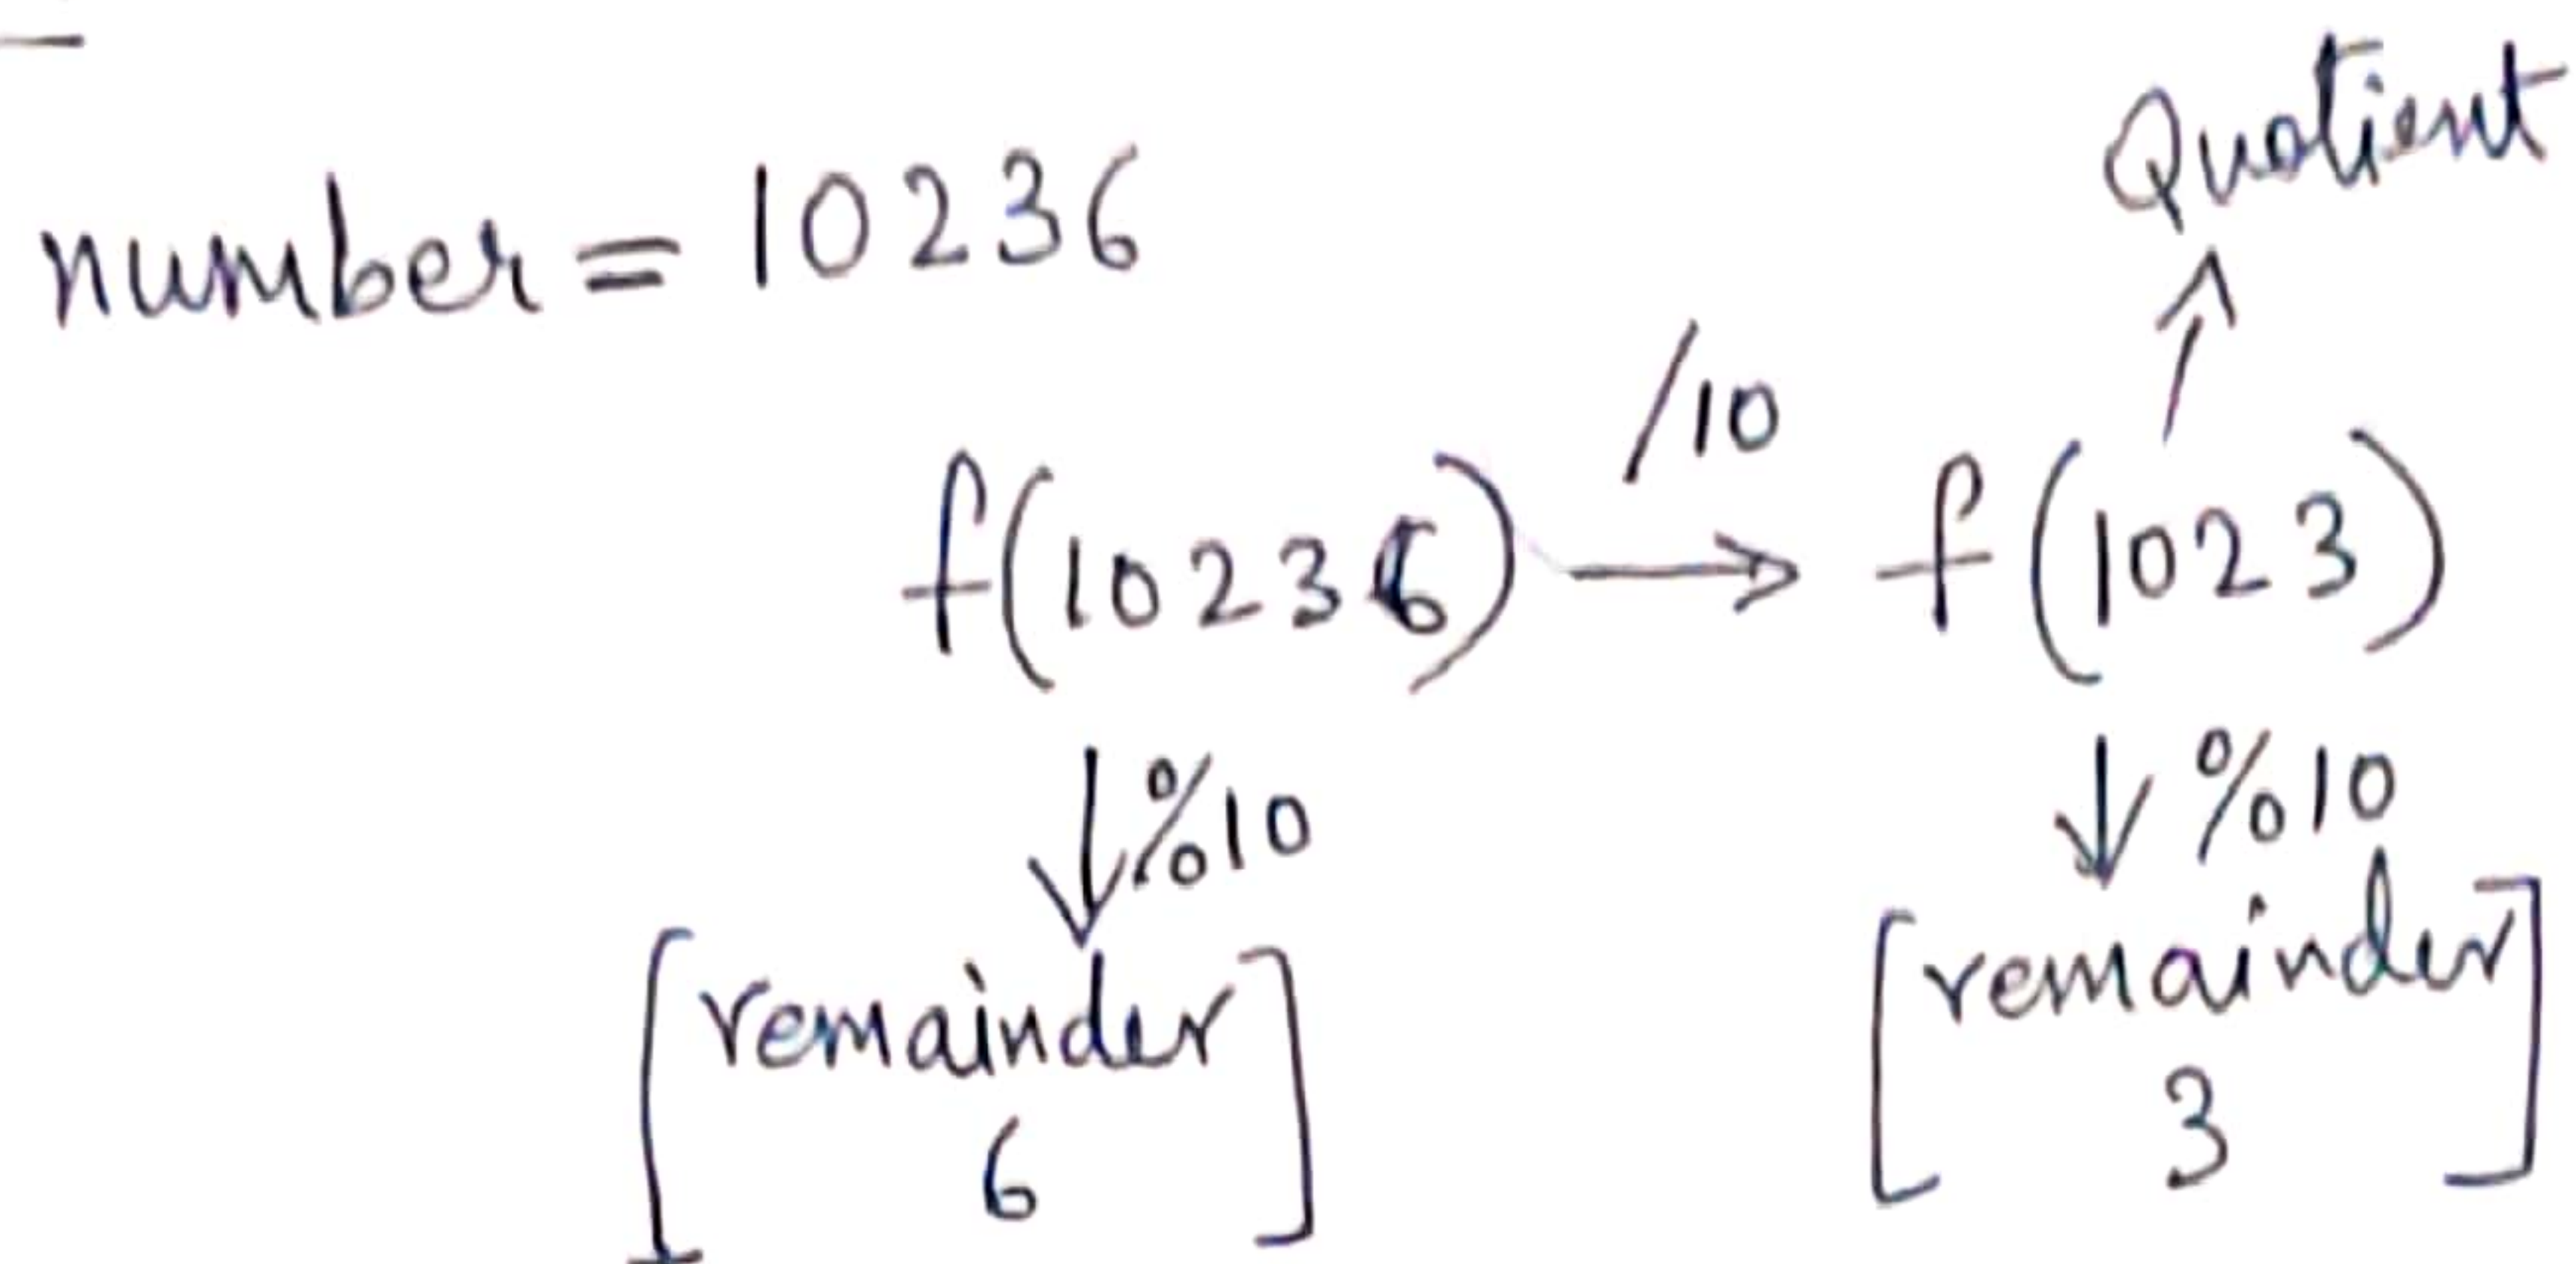 Quotient
number = 10236
/10
f(10236) → f(1023)
%10 %10
[remainder [remainder]
6] 3